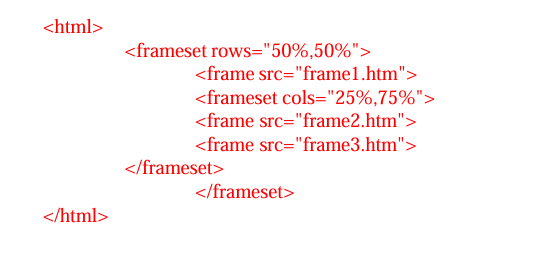 <html>
<frameset rows="50%,50%">
<frame src="frame1.htm">
<frameset cols="25%,75%">
<frame src="frame2.htm">
<frame src="frame3.htm">
</frameset>
</frameset>
</html>